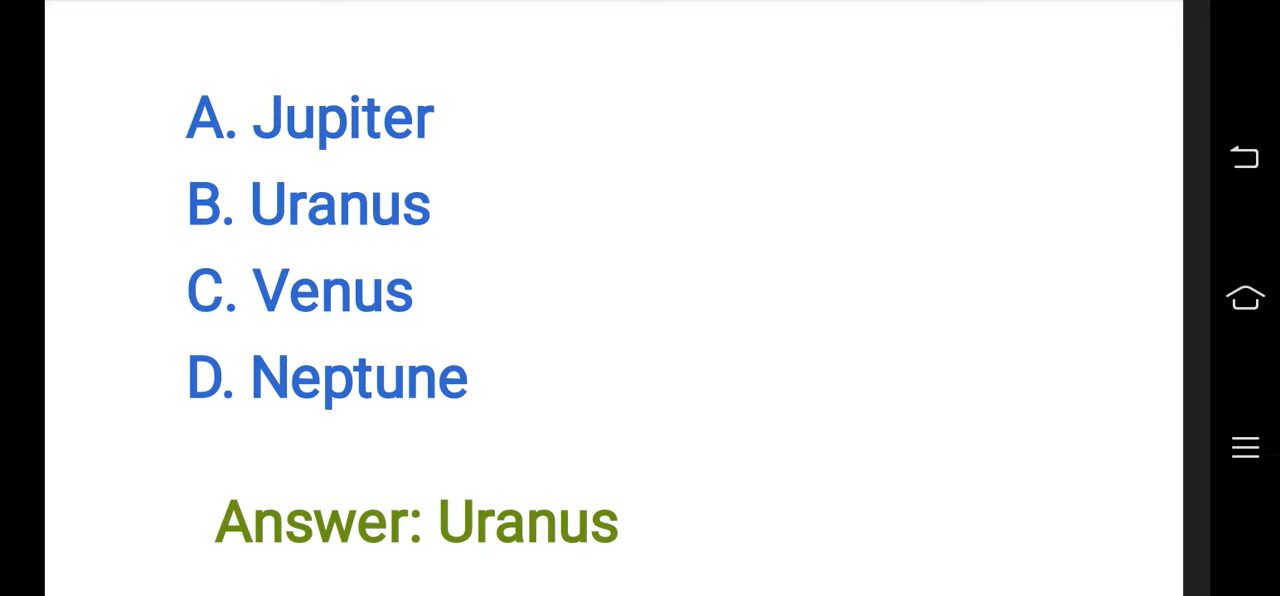 A. Jupiter
B. Uranus
C. Venus
D. Neptune
Answer: Uranus